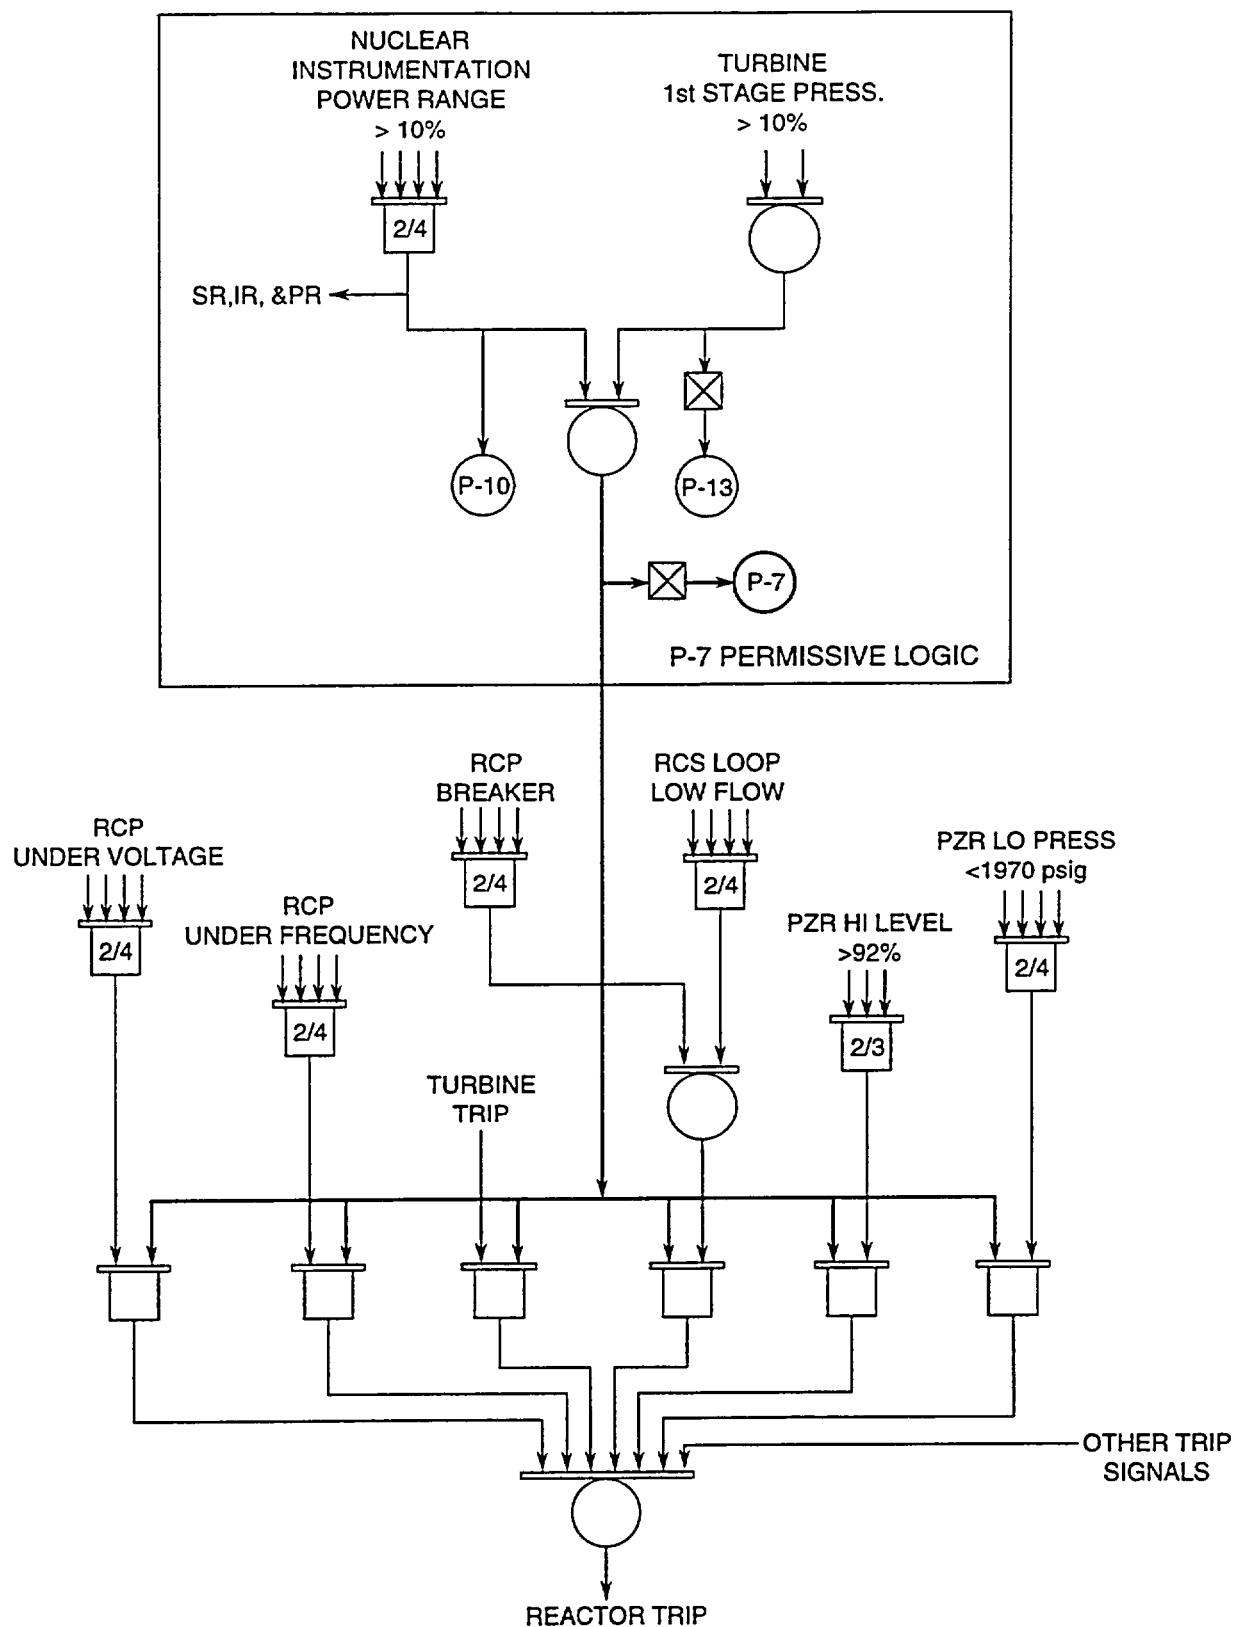 NUCLEAR
INSTRUMENTATION
POWER RANGE
> 10%
TURBINE
1st STAGE PRESS.
> 10%
2/4
SR,IR, &PR
P-10
P-13
P-7
P-7 PERMISSIVE LOGIC
RCP
BREAKER
2/4
RCS LOOP
LOW FLOW
2/4
RCP
UNDER VOLTAGE
2/4
RCP
UNDER FREQUENCY
2/4
PZR LO PRESS
<1970 psig
2/4
PZR HI LEVEL
>92%
2/3
TURBINE
TRIP
OTHER TRIP
SIGNALS
REACTOR TRIP